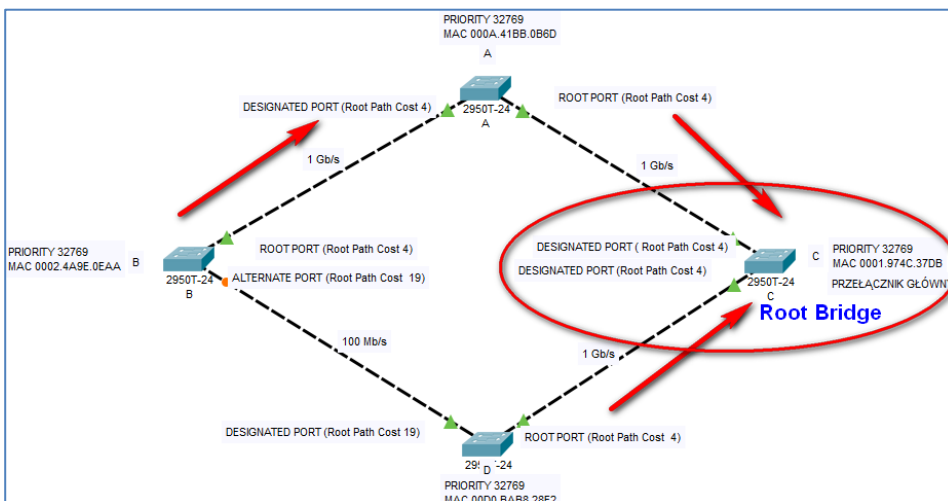 PRIORITY 32769
MAC 000A.41BB.0B6D
A
DESIGNATED PORT (Root Path Cost 4)
ROOT PORT (Root Path Cost 4)
2950T-24
A
1 Gb/s
1 Gb/s
PRIORITY 32769
MAC 0002.4A9E.0EAA
B
ROOT PORT (Root Path Cost 4)
ALTERNATE PORT (Root Path Cost 19)
2950T-24
B
DESIGNATED PORT ( Root Path Cost 4)
DESIGNATED PORT (Root Path Cost 4)
C
PRIORITY 32769
MAC 0001.974C.37DB
PRZEŁĄCZNIK GŁÓWNY
2950T-24
C
Root Bridge
100 Mb/s
1 Gb/s
DESIGNATED PORT (Root Path Cost 19)
ROOT PORT (Root Path Cost 4)
D
PRIORITY 32769